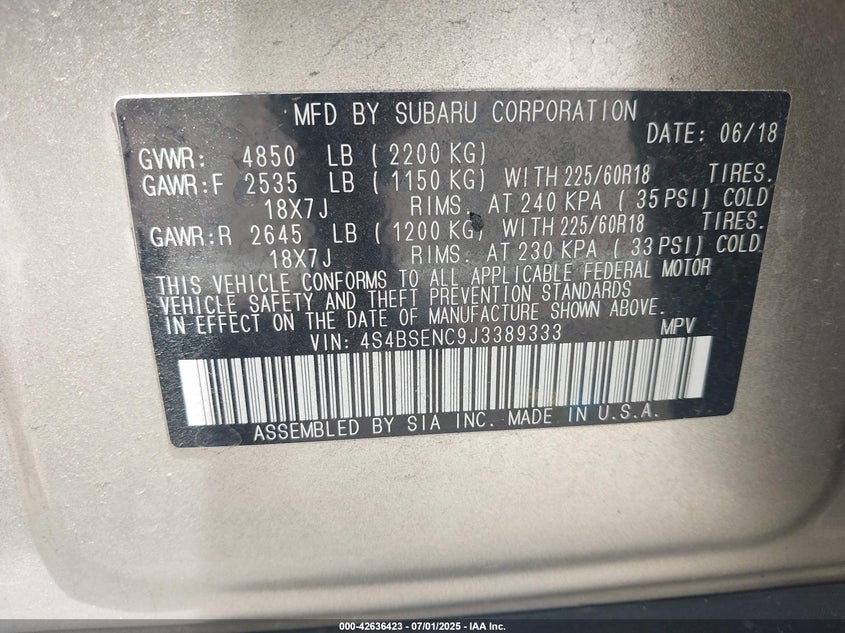 MFD BY SUBARU CORPORATION
DATE: 06/18
GVWR: 4850 LB ( 2200 KG)
GAWR:F 2535 LB ( 1150 KG) WITH 225/60R18 TIRES.
18X7J RIMS. AT 240 KPA ( 35 PSI) COLD
GAWR:R 2645 LB ( 1200 KG) WITH 225/60R18 TIRES.
18X7J RIMS. AT 230 KPA ( 33 PSI) COLD.
THIS VEHICLE CONFORMS TO ALL APPLICABLE FEDERAL MOTOR
VEHICLE SAFETY AND THEFT PREVENTION STANDARDS
IN EFFECT ON THE DATE OF MANUFACTURE SHOWN ABOVE.
VIN: 4S4BSENC9J3389333 MPV
ASSEMBLED BY SIA INC. MADE IN U.S.A.
000-42636423 - 07/01/2025 - IAA Inc.